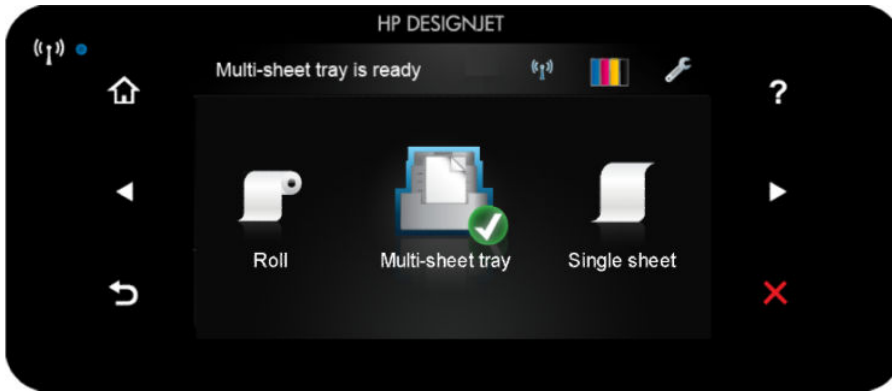 HP DESIGNJET
Multi-sheet tray is ready
?
Roll
Multi-sheet tray
Single sheet